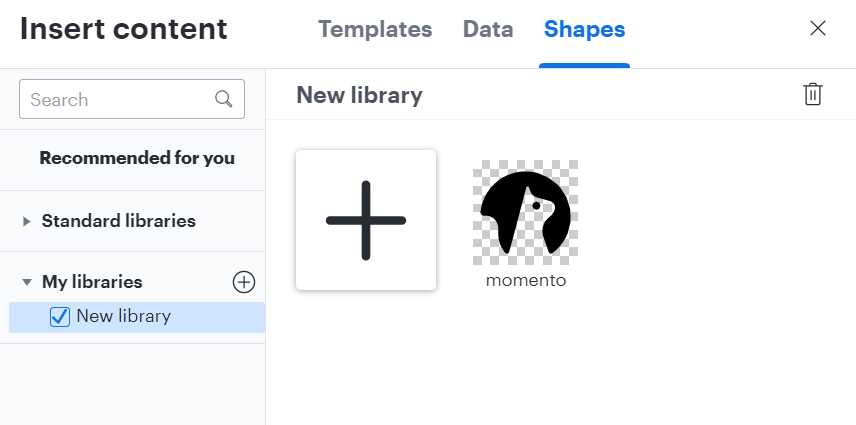 Insert content
Templates
Data
Shapes
Search
New library
Recommended for you
Standard libraries
My libraries
New library
momento